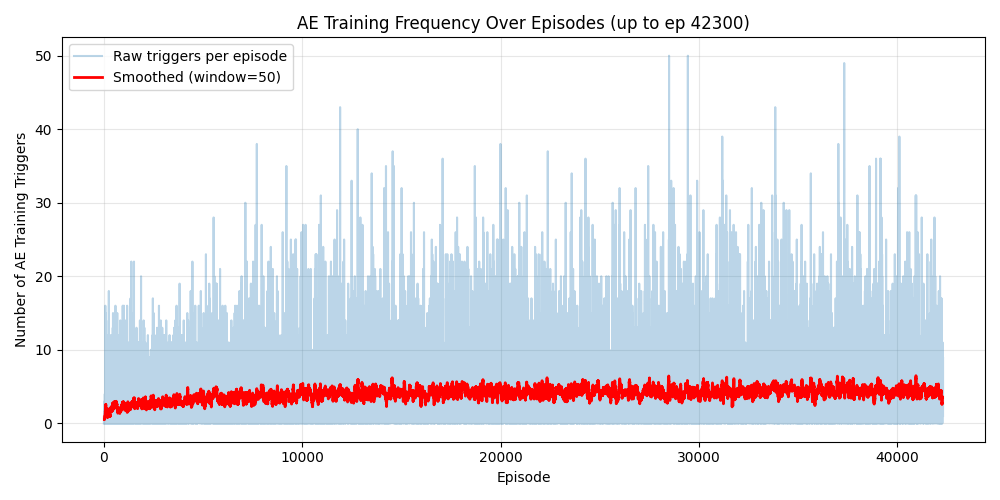 AE Training Frequency Over Episodes (up to ep 42300)
Raw triggers per episode
Smoothed (window=50)
Number of AE Training Triggers
50
40
30
20
10
0
0 10000 20000 30000 40000
Episode